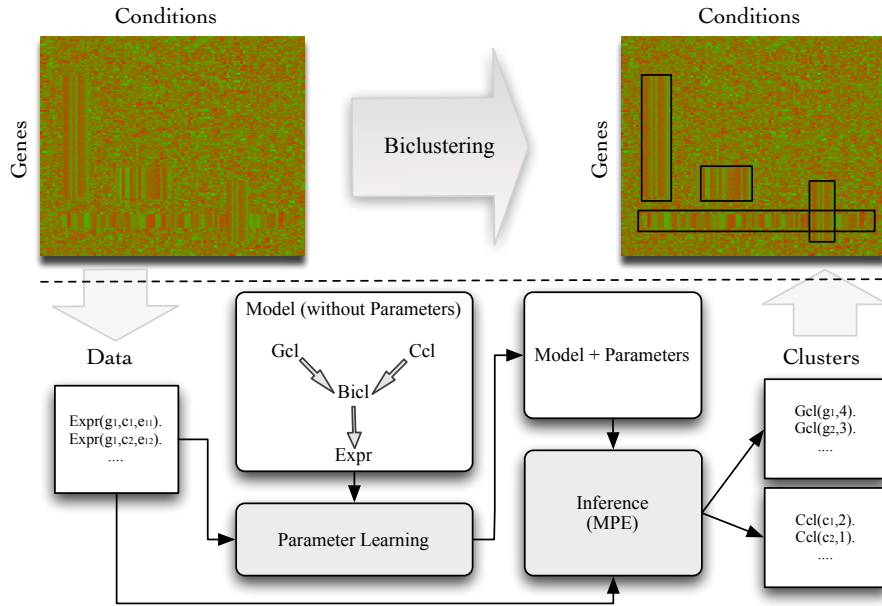 Conditions
Genes
Biclustering
Conditions
Genes
Data
Expr(g1,c1,e11).
Expr(g1,c2,e12).
....
Model (without Parameters)
Gcl
Ccl
Bicl
Expr
Parameter Learning
Model + Parameters
Inference
(MPE)
Clusters
Gcl(g1,4).
Gcl(g2,3).
....
Ccl(c1,2).
Ccl(c2,1).
....